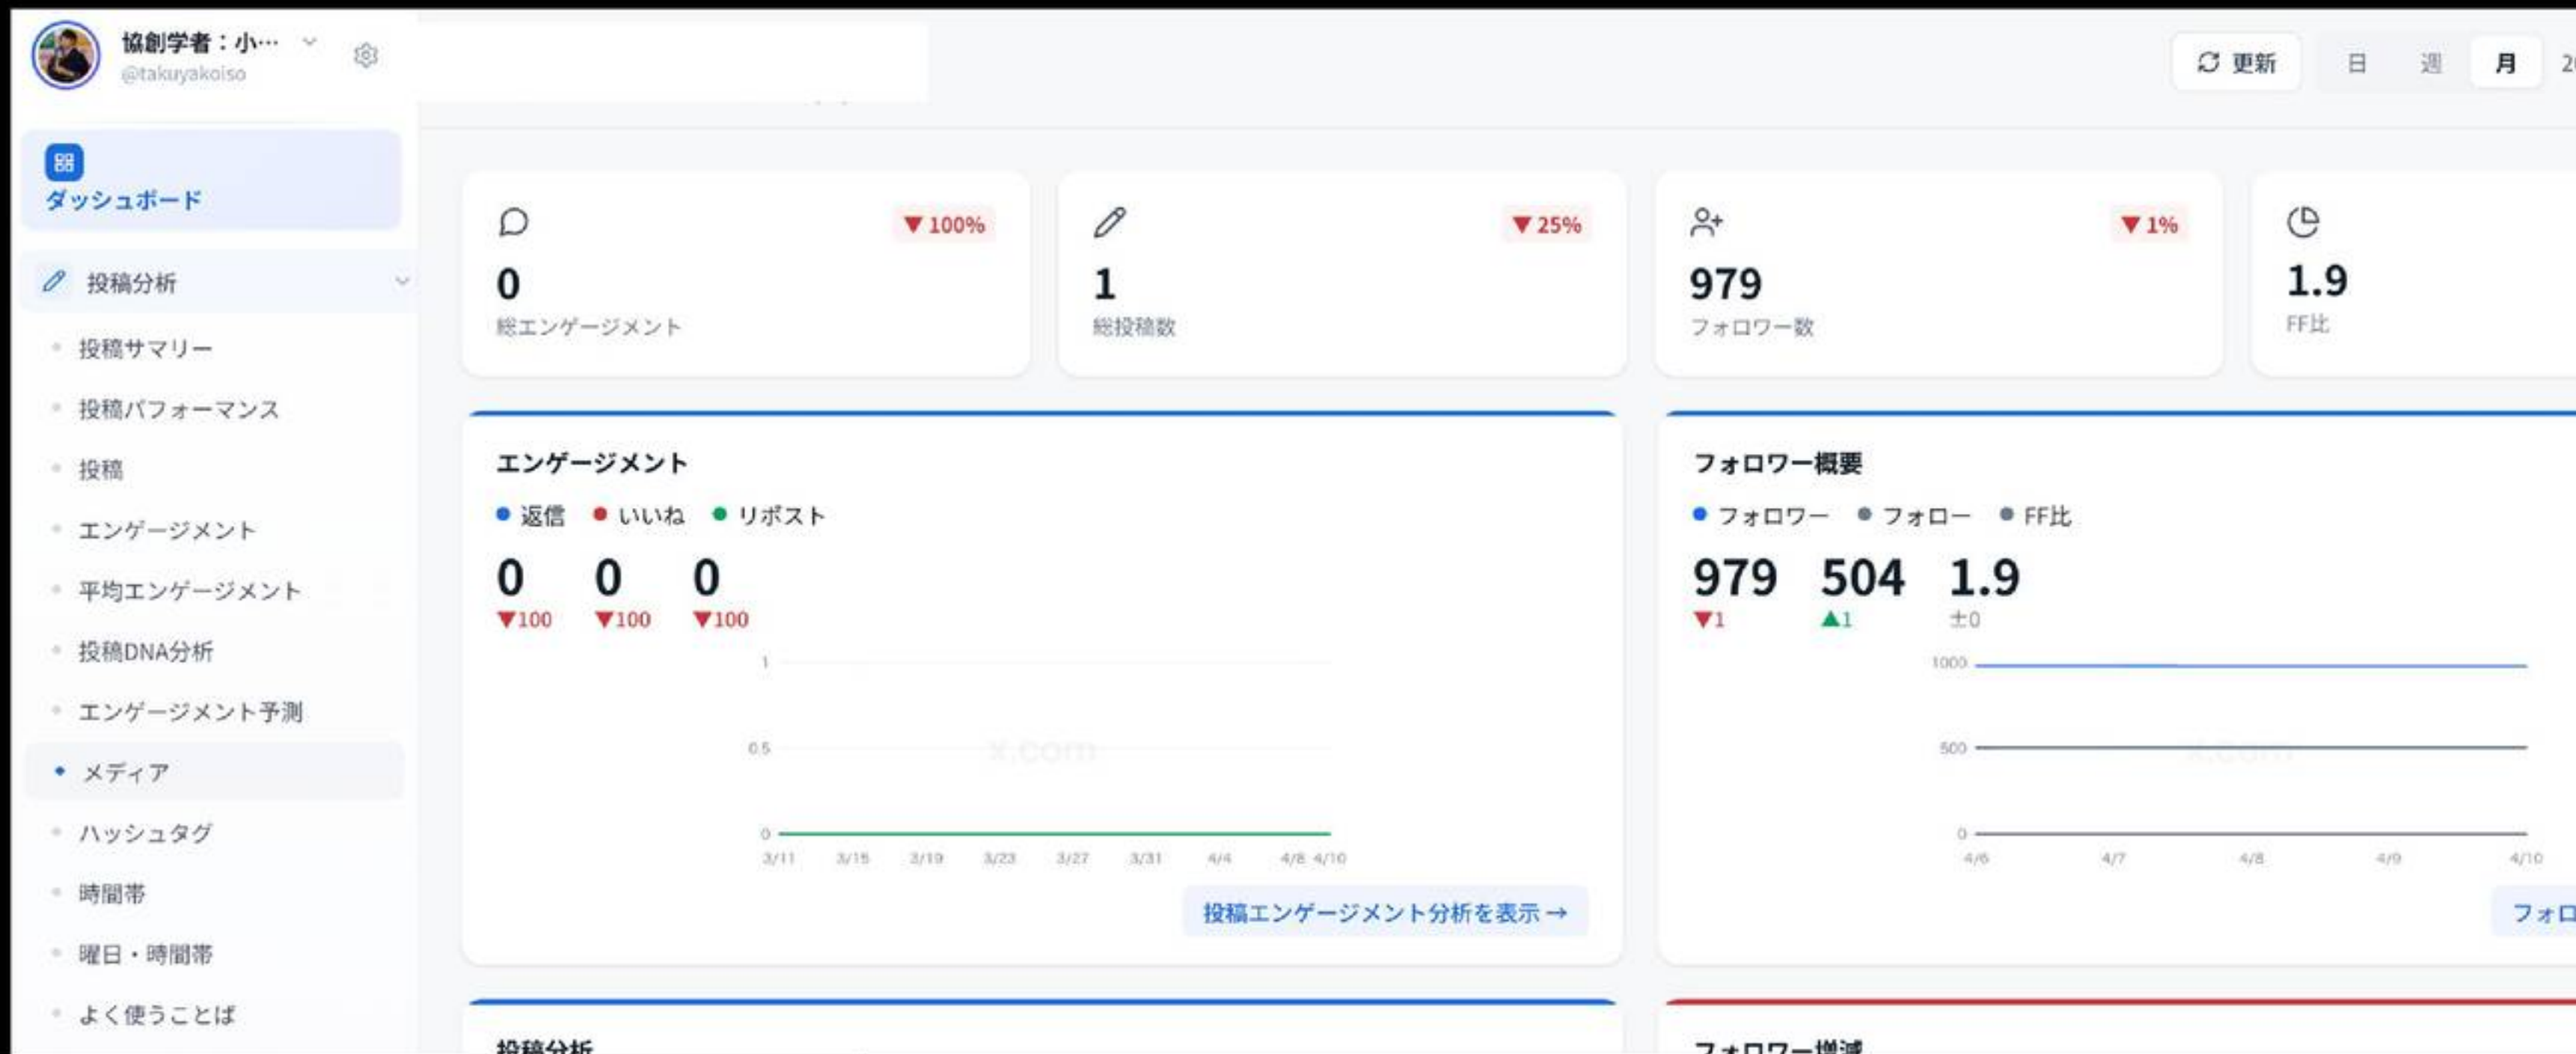 協創学者：小…
@takuyakoiso
更新 日 週 月
ダッシュボード
投稿分析
投稿サマリー
投稿パフォーマンス
投稿
エンゲージメント
平均エンゲージメント
投稿DNA分析
エンゲージメント予測
メディア
ハッシュタグ
時間帯
曜日・時間帯
よく使うことば
▼100%
0
総エンゲージメント
▼25%
1
総投稿数
▼1%
979
フォロワー数
1.9
FF比
エンゲージメント
返信 いいね リポスト
0 0 0
▼100 ▼100 ▼100
1
0.5
0
x.com
3/11 3/15 3/19 3/23 3/27 3/31 4/4 4/8 4/10
投稿エンゲージメント分析を表示→
フォロワー概要
フォロワー フォロー FF比
979 504 1.9
▼1 ▲1 ±0
1000
500
0
x.com
4/6 4/7 4/8 4/9 4/10
フォロ
投稿分析
フォロワー増減